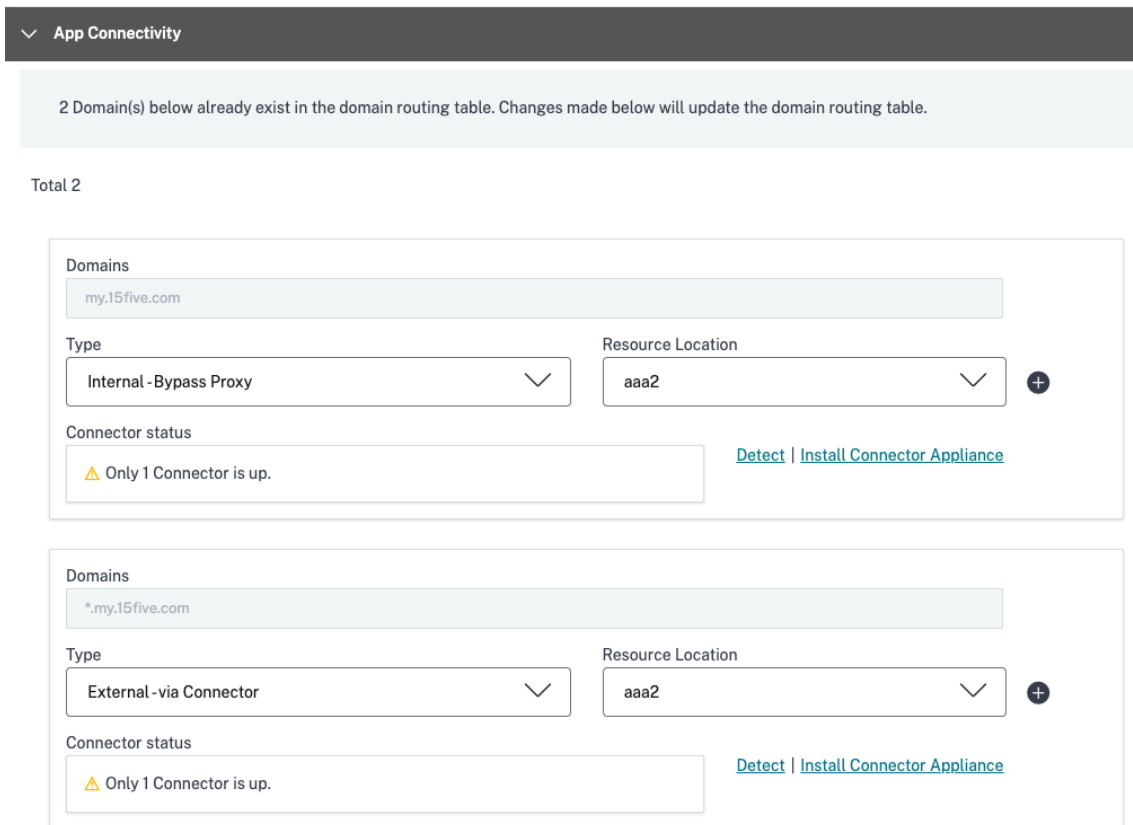 App Connectivity
2 Domain(s) below already exist in the domain routing table. Changes made below will update the domain routing table.
Total 2
Domains
my.15five.com
Type
Resource Location
Internal - Bypass Proxy
aaa2
Connector status
Only 1 Connector is up.
Detect | Install Connector Appliance
Domains
*.my.15five.com
Type
Resource Location
External - via Connector
aaa2
Connector status
Only 1 Connector is up.
Detect | Install Connector Appliance